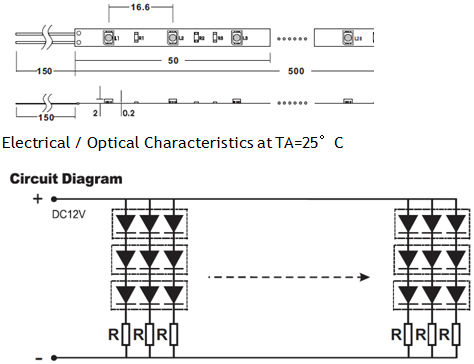 16.6
L1 R1 L2 R2 R3 L3
150 50 500
150 2 0.2
Electrical / Optical Characteristics at TA=25° C
Circuit Diagram
+
DC12V
R R R R R R
-